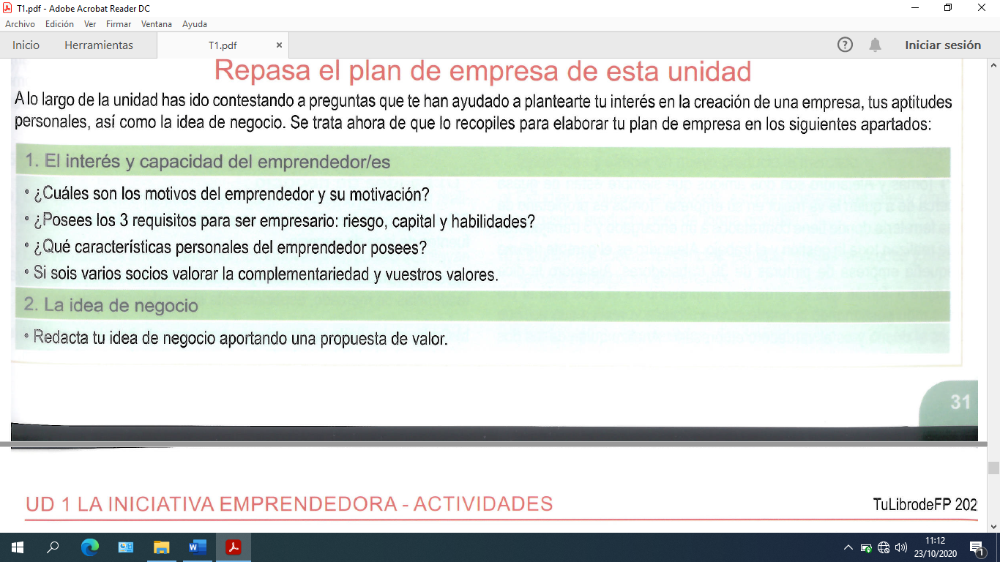 T1.pdf - Adobe Acrobat Reader DC
Archivo Edición Ver Firmar Ventana Ayuda
Inicio Herramientas T1.pdf × ? Iniciar sesión
Repasa el plan de empresa de esta unidad
A lo largo de la unidad has ido contestando a preguntas que te han ayudado a plantearte tu interés en la creación de una empresa, tus aptitudes
personales, así como la idea de negocio. Se trata ahora de que lo recopiles para elaborar tu plan de empresa en los siguientes apartados:
1. El interés y capacidad del emprendedor/es
• ¿Cuáles son los motivos del emprendedor y su motivación?
• ¿Posees los 3 requisitos para ser empresario: riesgo, capital y habilidades?
• ¿Qué características personales del emprendedor posees?
• Si sois varios socios valorar la complementariedad y vuestros valores.
2. La idea de negocio
• Redacta tu idea de negocio aportando una propuesta de valor.
31
UD 1 LA INICIATIVA EMPRENDEDORA - ACTIVIDADES TuLibrodeFP 202
11:12
23/10/2020
1